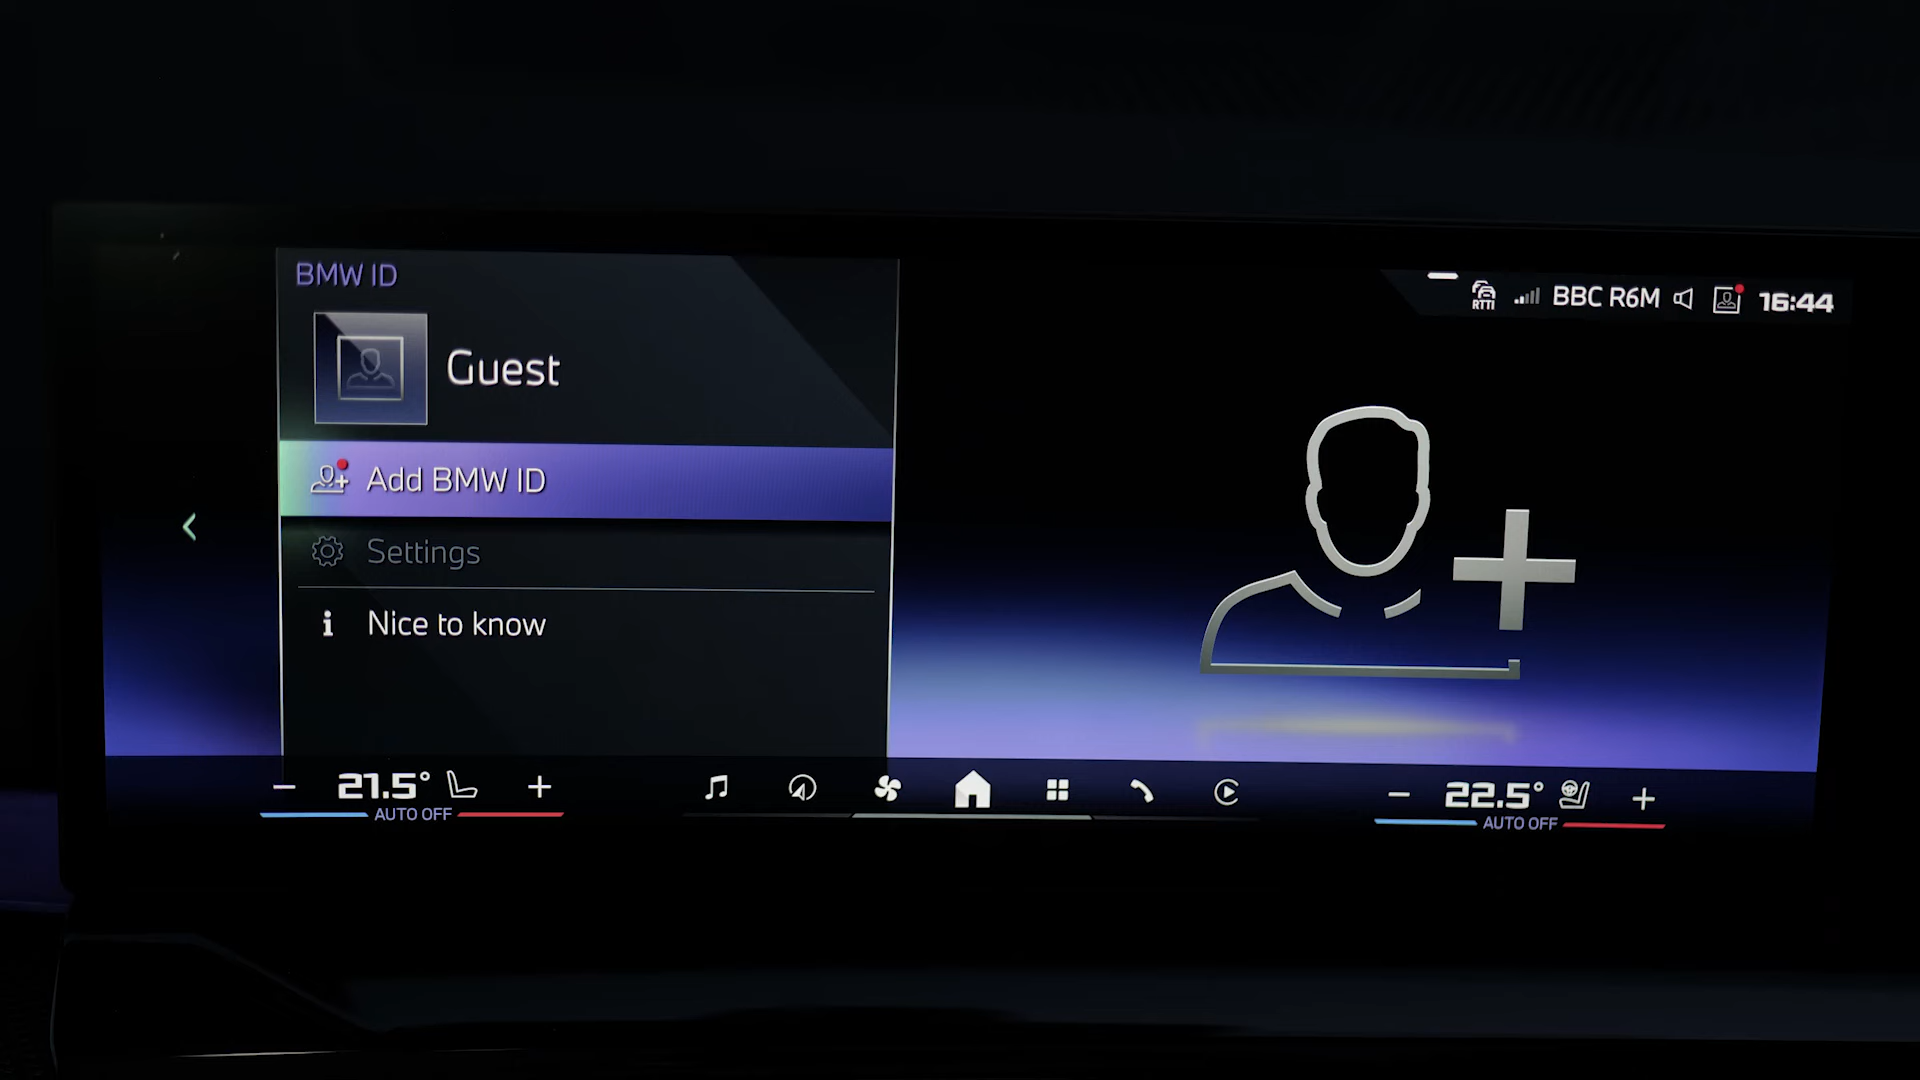 BMW ID
RTTI BBC R6M 16:44
Guest
Add BMW ID
Settings
i Nice to know
− 21.5° +
AUTO OFF
− 22.5° +
AUTO OFF